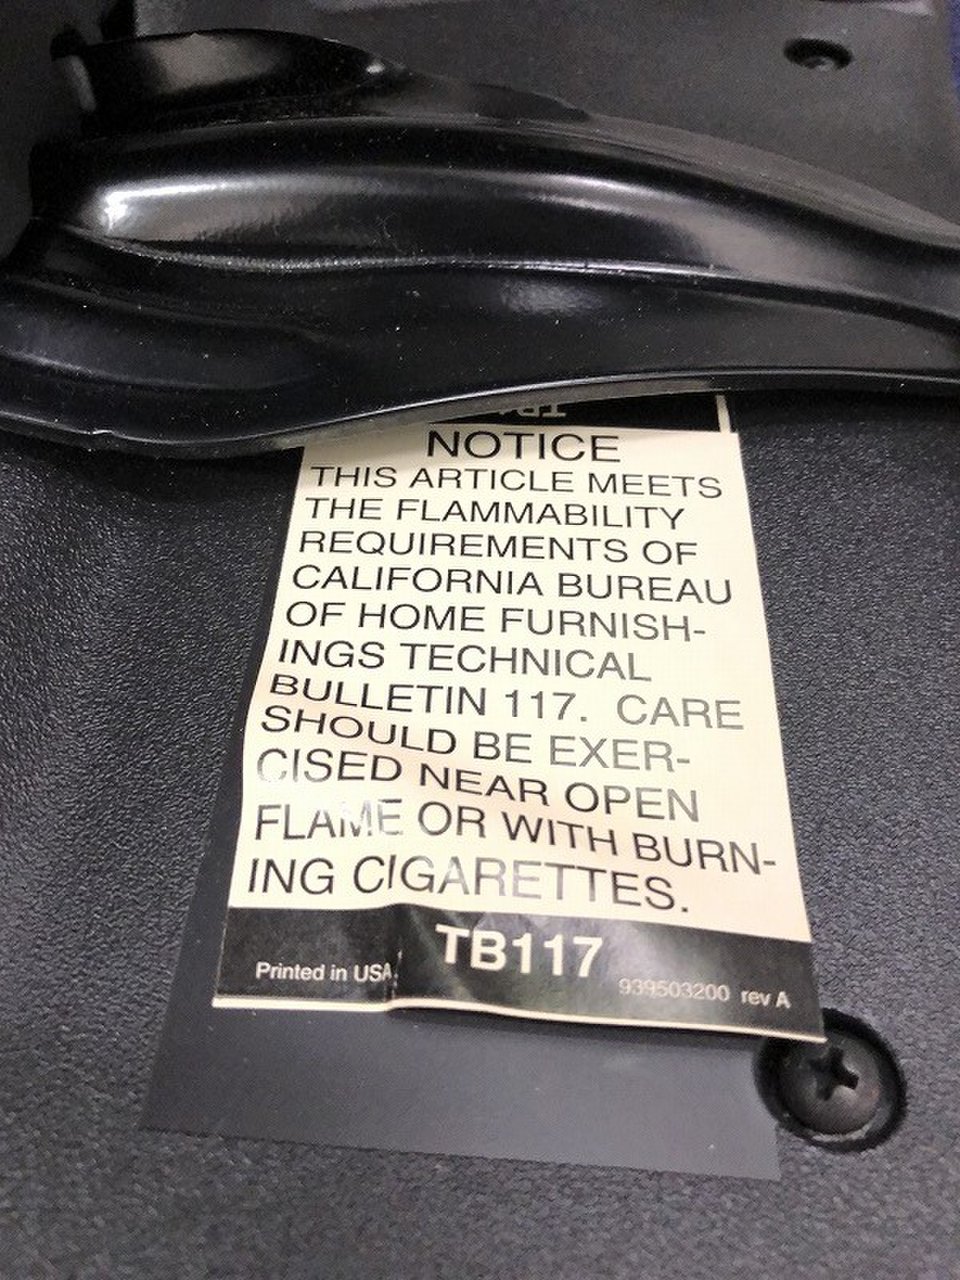 NOTICE
THIS ARTICLE MEETS
THE FLAMMABILITY
REQUIREMENTS OF
CALIFORNIA BUREAU
OF HOME FURNISH-
INGS TECHNICAL
BULLETIN 117. CARE
SHOULD BE EXER-
CISED NEAR OPEN
FLAME OR WITH BURN-
ING CIGARETTES.
TB117
Printed in USA. 939503200 rev A